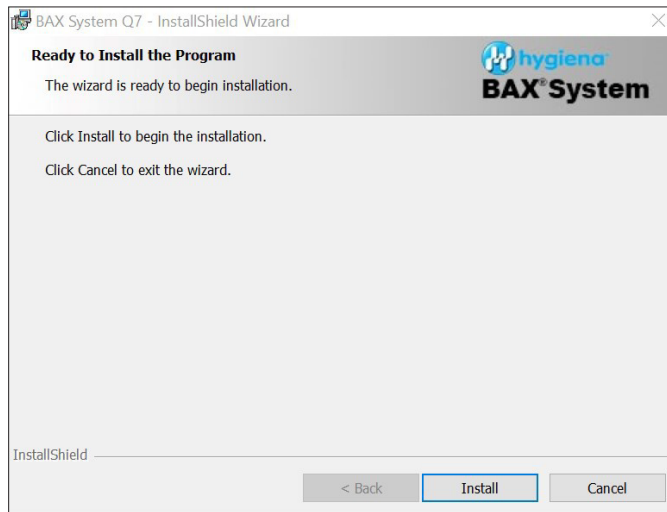 BAX System Q7 - InstallShield Wizard
Ready to Install the Program
The wizard is ready to begin installation.
hygiena
BAX® System
Click Install to begin the installation.
Click Cancel to exit the wizard.
InstallShield
< Back
Install
Cancel